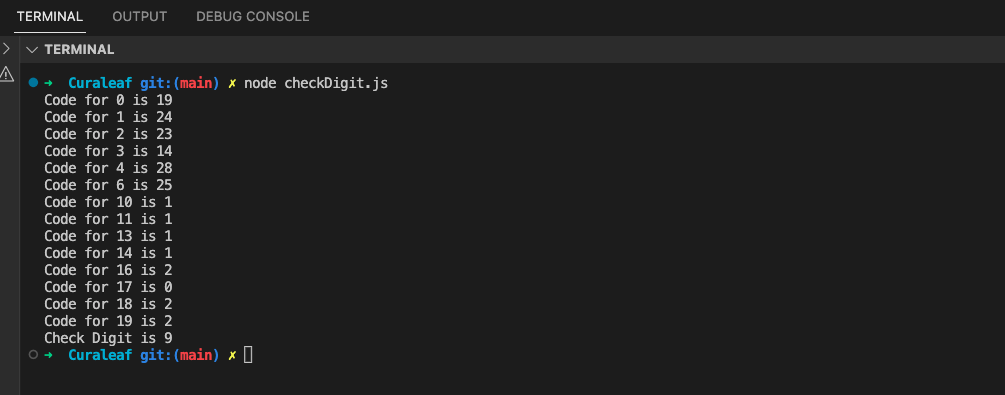 TERMINAL OUTPUT DEBUG CONSOLE
TERMINAL
➜ Curaleaf git:(main) ✗ node checkDigit.js
Code for 0 is 19
Code for 1 is 24
Code for 2 is 23
Code for 3 is 14
Code for 4 is 28
Code for 6 is 25
Code for 10 is 1
Code for 11 is 1
Code for 13 is 1
Code for 14 is 1
Code for 16 is 2
Code for 17 is 0
Code for 18 is 2
Code for 19 is 2
Check Digit is 9
➜ Curaleaf git:(main) ✗